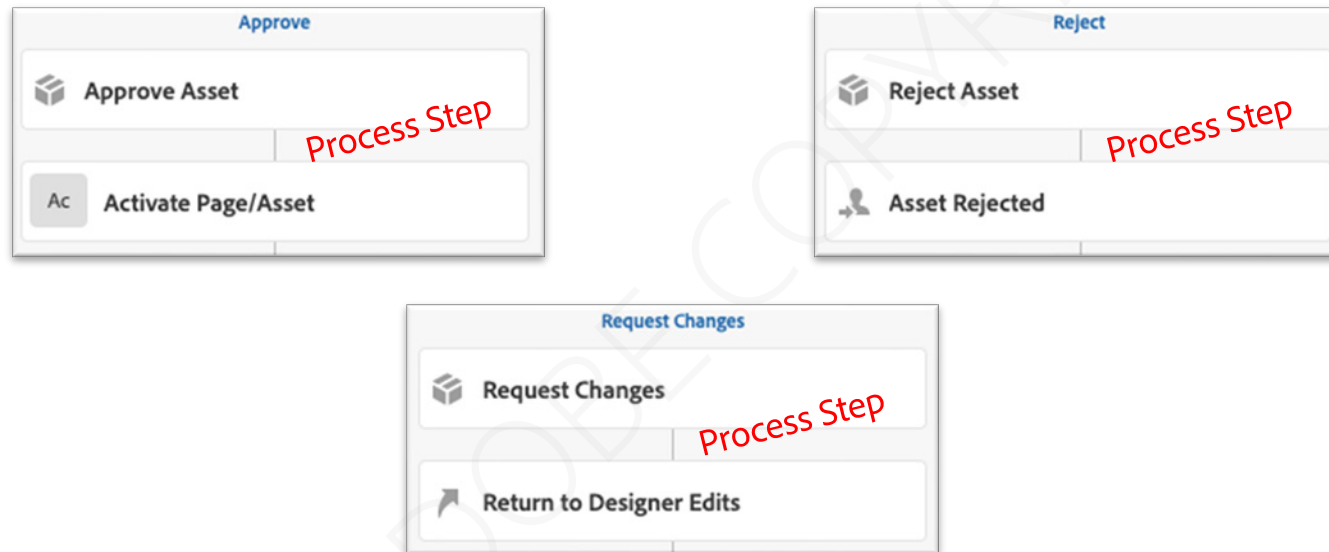 Approve
Approve Asset
Process Step
Ac
Activate Page/Asset
Reject
Reject Asset
Process Step
Asset Rejected
Request Changes
Request Changes
Process Step
Return to Designer Edits